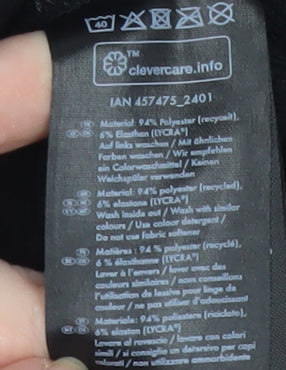 40
TM
clevercare.info
IAN 457475_2401
Material: 94% Polyester (recycelt),
6% Elasthan (LYCRA®)
Auf links waschen / Mit ähnlichen
Farben waschen / Wir empfehlen
ein Colorwaschmittel / Keinen
Weichspüler verwenden
Material: 94% polyester (recycled),
6% elastane (LYCRA®)
Wash inside out / Wash with similar
colours / Use colour detergent /
Do not use fabric softener
Matières : 94 % polyester (recyclé),
6 % élasthanne (LYCRA®)
Laver à l'envers / laver avec des
couleurs similaires / nous conseillons
l'utilisation de lessive pour linge de
couleur / ne pas utiliser d'adoucissant
Materiale: 94% poliestere (riciclato),
6% elastan (LYCRA®)
Lavare al rovescio / lavare con colori
simili / si consiglia un detersivo per capi
colorati / non utilizzare ammorbidente